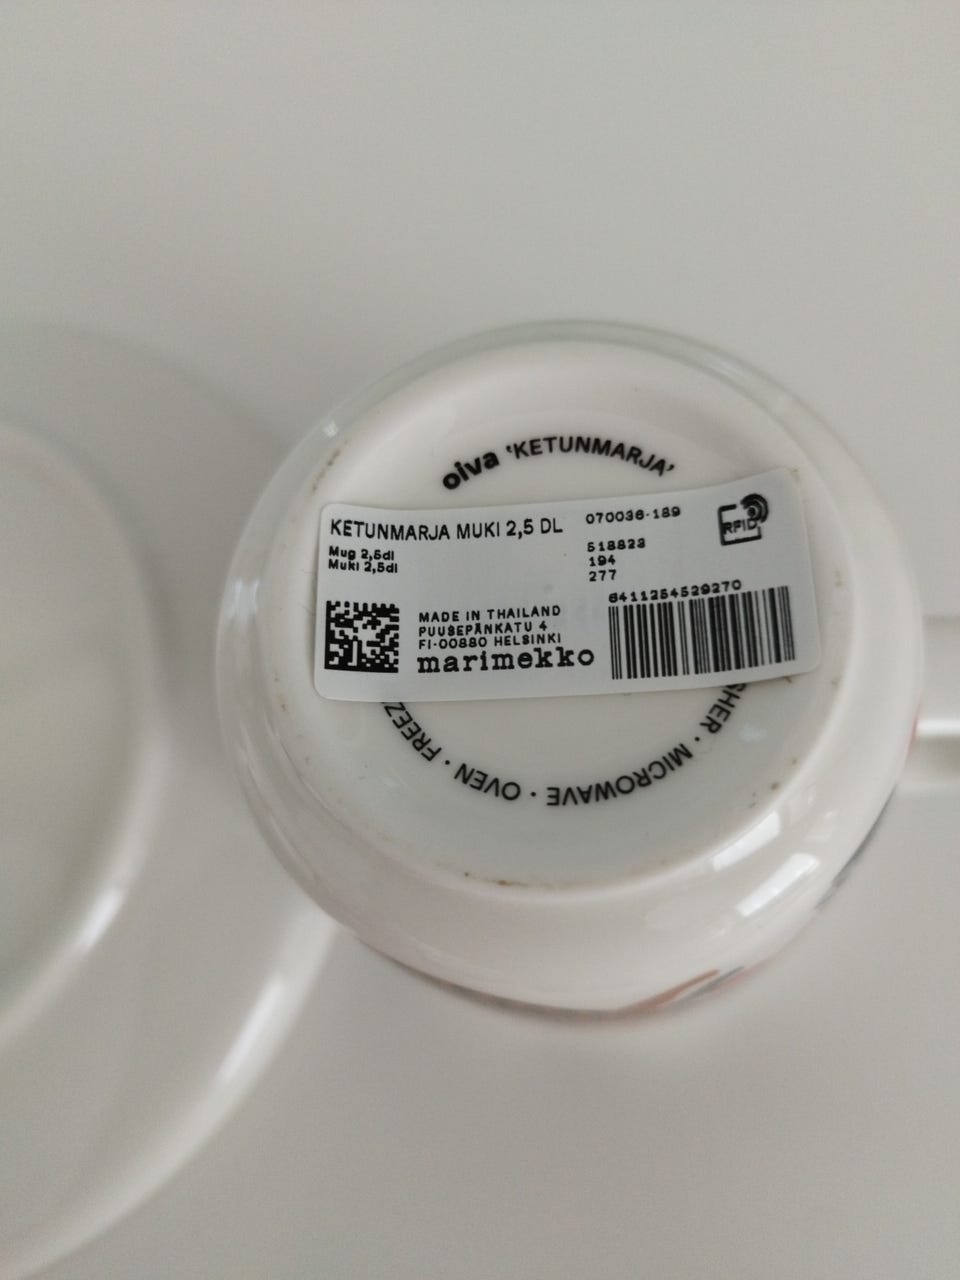 oiva 'KETUNMARJA'
KETUNMARJA MUKI 2,5 DL
Mug 2,5dl
Muki 2,5dl
070036-189
518823
194
277
RFID
6411254529270
MADE IN THAILAND
PUUSEPÄNKATU 4
FI-00880 HELSINKI
marimekko
SHER · MICROWAVE · OVEN · FREEZ